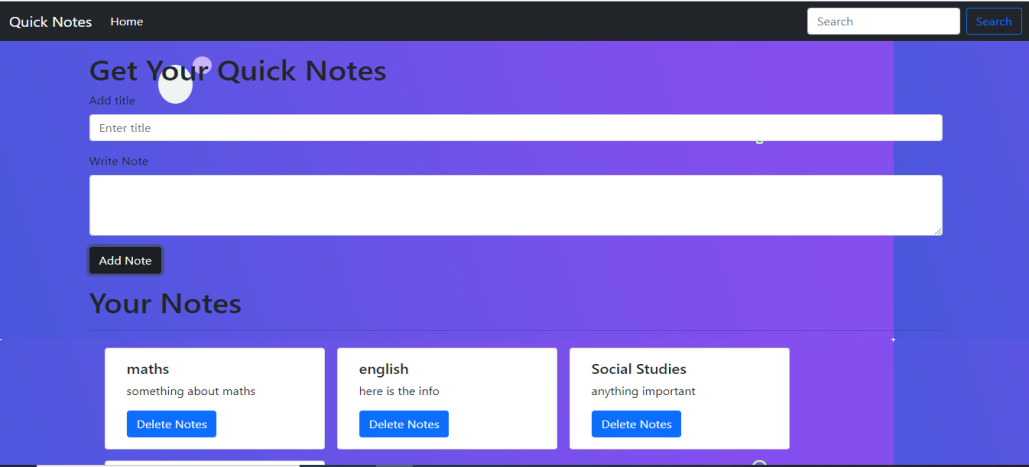 Quick Notes Home Search Search
Get Your Quick Notes
Add title
Enter title
Write Note
Add Note
Your Notes
maths
something about maths
Delete Notes
english
here is the info
Delete Notes
Social Studies
anything important
Delete Notes